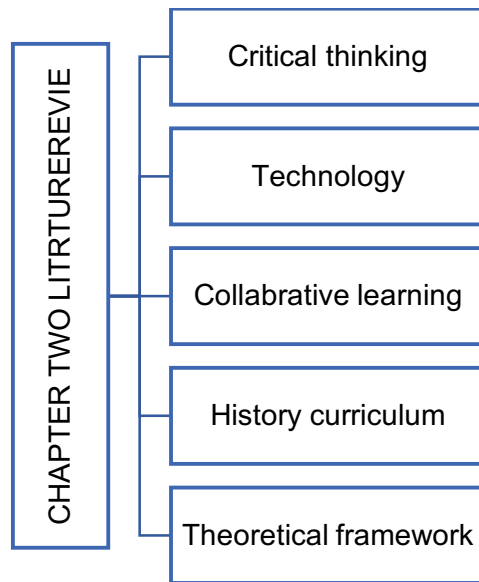 CHAPTER TWO LITRTUREREVIE
Critical thinking
Technology
Collabrative learning
History curriculum
Theoretical framework